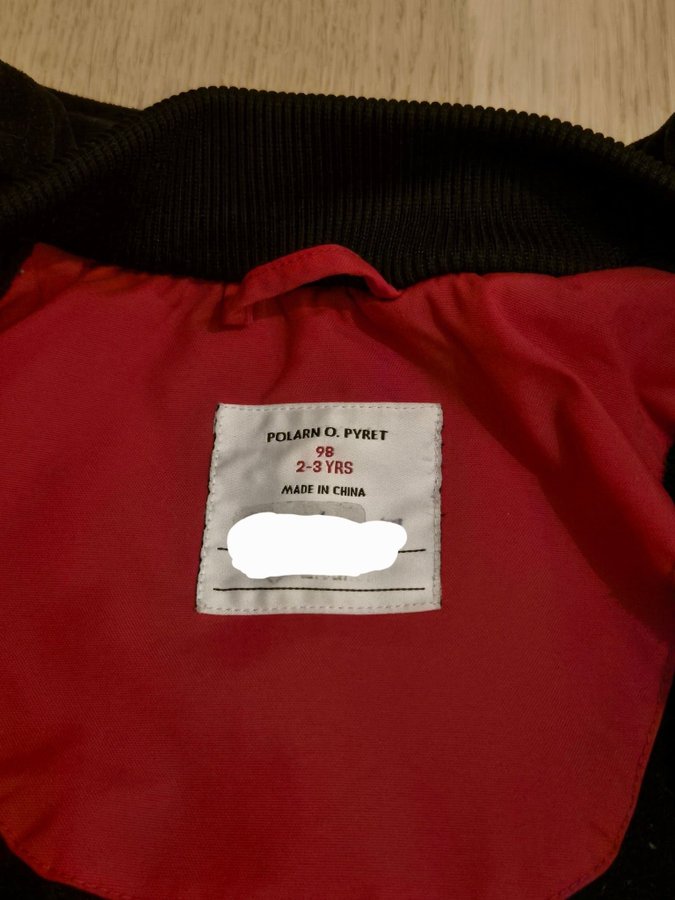 POLARN O. PYRET
98
2-3 YRS
MADE IN CHINA